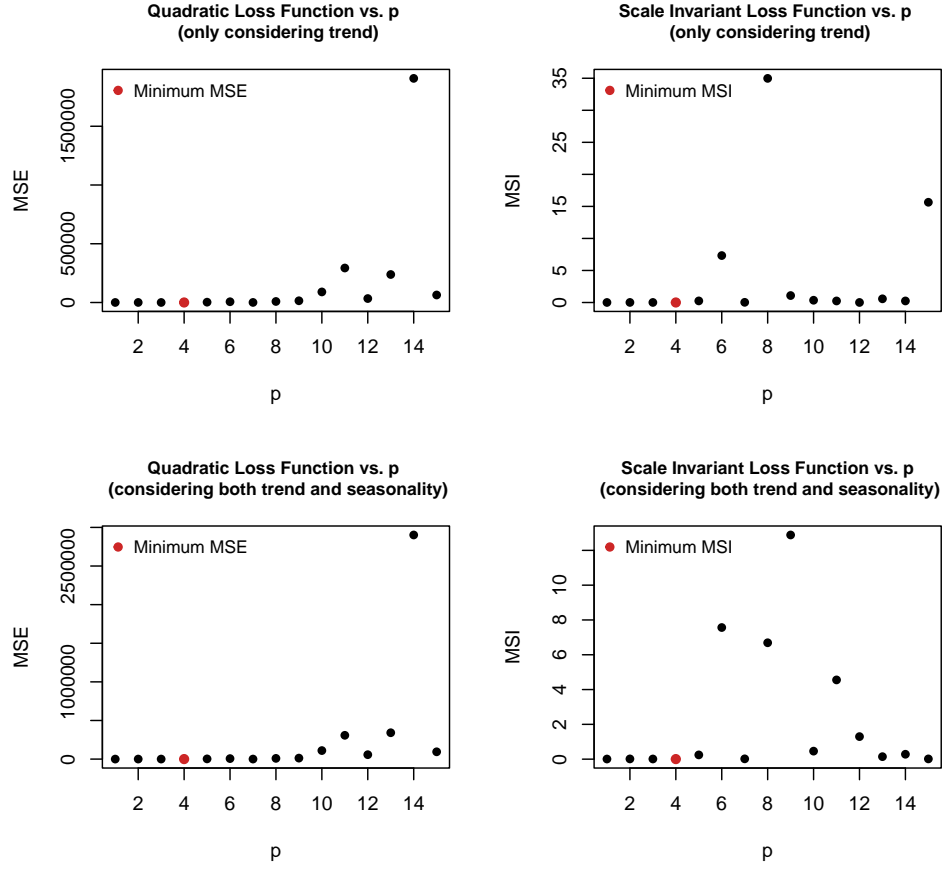 Quadratic Loss Function vs. p
(only considering trend)
MSE
1500000
500000
0
Minimum MSE
2 4 6 8 10 12 14
p
Scale Invariant Loss Function vs. p
(only considering trend)
MSI
35
25
15
5
0
Minimum MSI
2 4 6 8 10 12 14
p
Quadratic Loss Function vs. p
(considering both trend and seasonality)
MSE
2500000
1000000
0
Minimum MSE
2 4 6 8 10 12 14
p
Scale Invariant Loss Function vs. p
(considering both trend and seasonality)
MSI
10
8
6
4
2
0
Minimum MSI
2 4 6 8 10 12 14
p